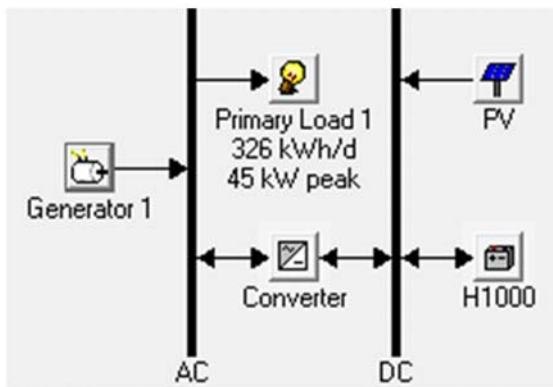 Primary Load 1
326 kWh/d
45 kW peak
PV
Generator 1
Converter
H1000
AC
DC